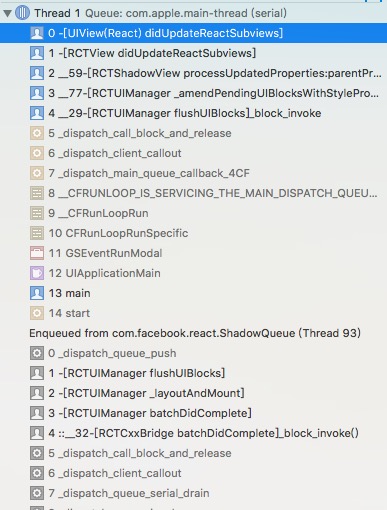 Thread 1 Queue: com.apple.main-thread (serial)
0 -[UIView(React) didUpdateReactSubviews]
1 -[RCTView didUpdateReactSubviews]
2 __59-[RCTShadowView processUpdatedProperties:parentPr...
3 __77-[RCTUIManager _amendPendingUIBlocksWithStylePro...
4 __29-[RCTUIManager flushUIBlocks]_block_invoke
5 _dispatch_call_block_and_release
6 _dispatch_client_callout
7 _dispatch_main_queue_callback_4CF
8 __CFRUNLOOP_IS_SERVICING_THE_MAIN_DISPATCH_QUEU...
9 __CFRunLoopRun
10 CFRunLoopRunSpecific
11 GSEventRunModal
12 UIApplicationMain
13 main
14 start
Enqueued from com.facebook.react.ShadowQueue (Thread 93)
0 _dispatch_queue_push
1 -[RCTUIManager flushUIBlocks]
2 -[RCTUIManager _layoutAndMount]
3 -[RCTUIManager batchDidComplete]
4 ::__32-[RCTCxxBridge batchDidComplete]_block_invoke()
5 _dispatch_call_block_and_release
6 _dispatch_client_callout
7 _dispatch_queue_serial_drain